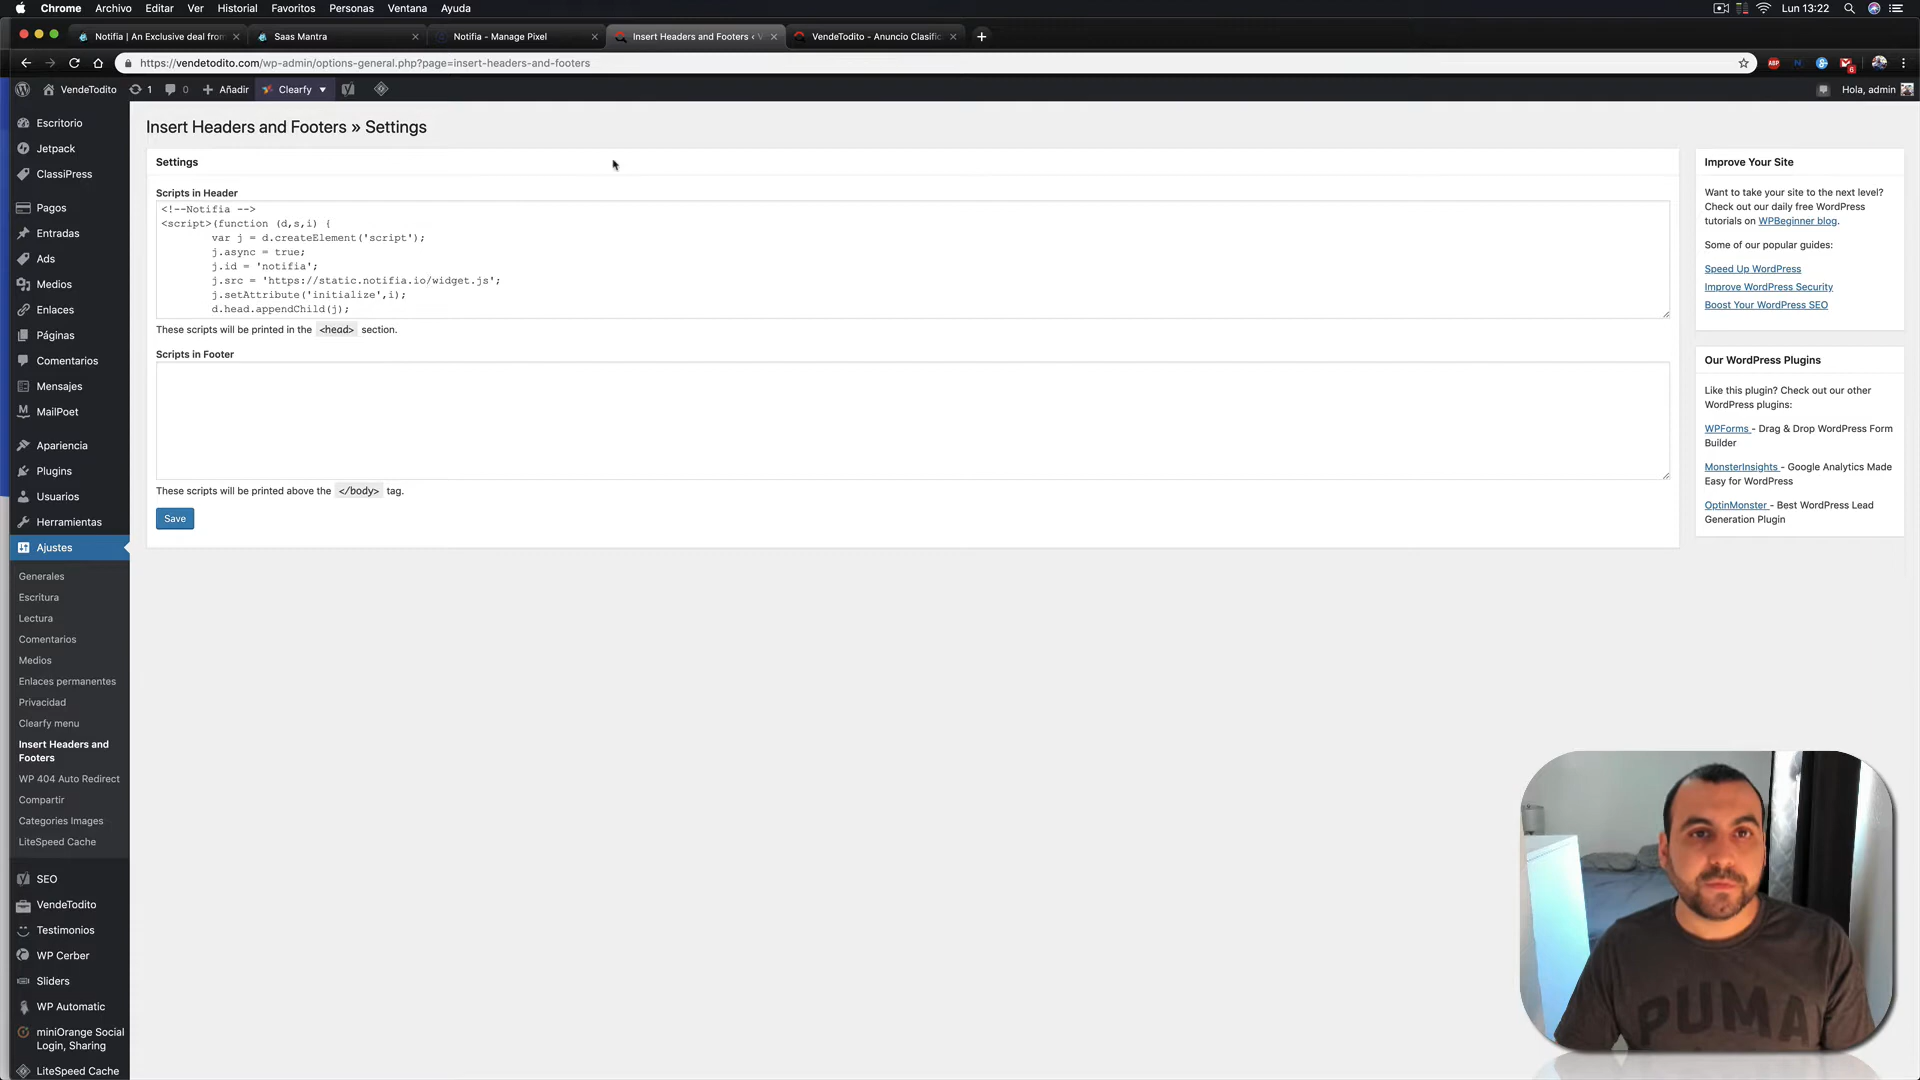 Chrome Archivo Editar Ver Historial Favoritos Personas Ventana Ayuda
Lun 13:22
Notifia | An Exclusive deal from
Saas Mantra
Notifia - Manage Pixel
Insert Headers and Footers ‹ V
VendeTodito - Anuncio Clasific
https://vendetodito.com/wp-admin/options-general.php?page=insert-headers-and-footers
ABP
6
VendeTodito 1 0 Añadir Clearfy
Hola, admin
Escritorio
Jetpack
ClassiPress
Pagos
Entradas
Ads
Medios
Enlaces
Páginas
Comentarios
Mensajes
MailPoet
Apariencia
Plugins
Usuarios
Herramientas
Ajustes
Generales
Escritura
Lectura
Comentarios
Medios
Enlaces permanentes
Privacidad
Clearfy menu
Insert Headers and
Footers
WP 404 Auto Redirect
Compartir
Categories Images
LiteSpeed Cache
SEO
VendeTodito
Testimonios
WP Cerber
Sliders
WP Automatic
miniOrange Social
Login, Sharing
LiteSpeed Cache
Insert Headers and Footers » Settings
Settings
Scripts in Header
<!--Notifia -->
<script>(function (d,s,i) {
var j = d.createElement('script');
j.async = true;
j.id = 'notifia';
j.src = 'https://static.notifia.io/widget.js';
j.setAttribute('initialize',i);
d.head.appendChild(j);
These scripts will be printed in the <head> section.
Scripts in Footer
These scripts will be printed above the </body> tag.
Save
Improve Your Site
Want to take your site to the next level?
Check out our daily free WordPress
tutorials on WPBeginner blog.
Some of our popular guides:
Speed Up WordPress
Improve WordPress Security
Boost Your WordPress SEO
Our WordPress Plugins
Like this plugin? Check out our other
WordPress plugins:
WPForms - Drag & Drop WordPress Form
Builder
MonsterInsights - Google Analytics Made
Easy for WordPress
OptinMonster - Best WordPress Lead
Generation Plugin
PUMA